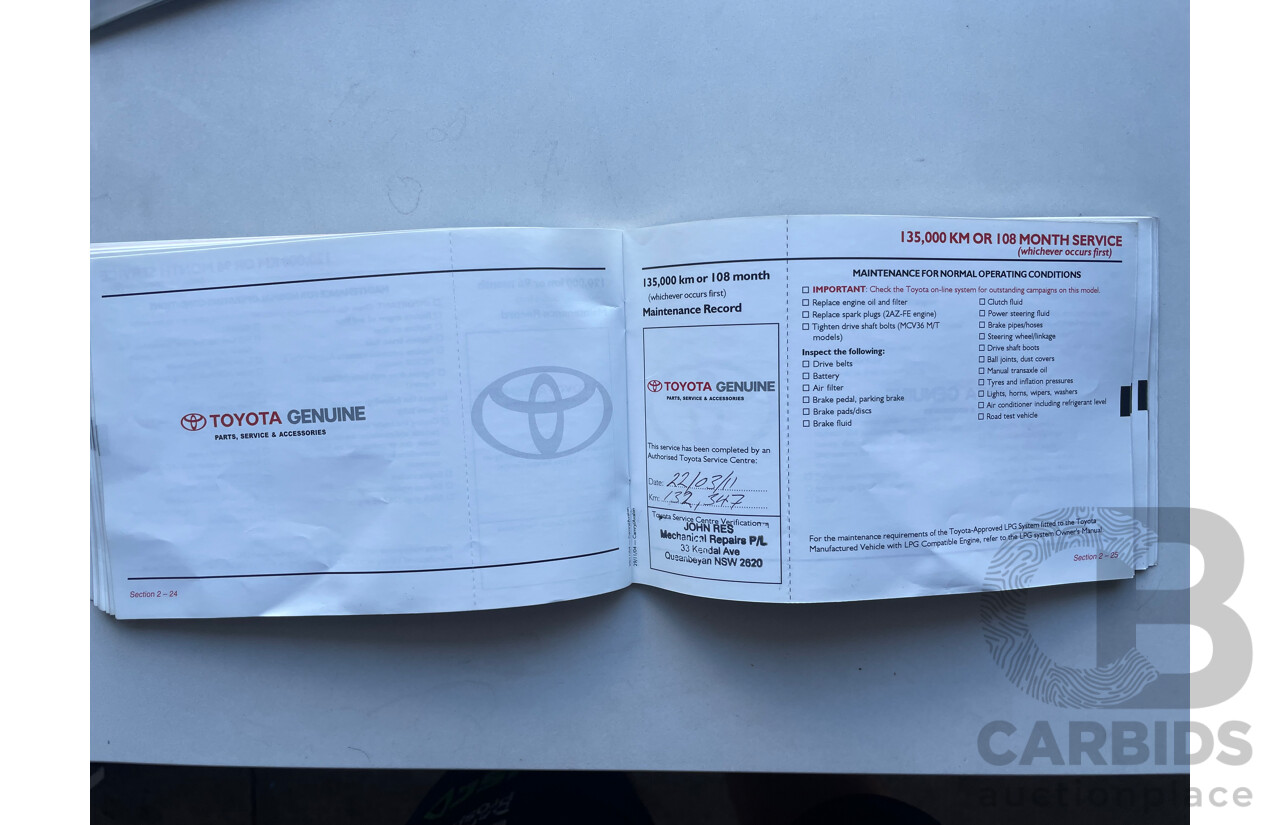 TOYOTA GENUINE
PARTS, SERVICE & ACCESSORIES
Section 2 – 24
135,000 km or 108 month
(whichever occurs first)
Maintenance Record
TOYOTA GENUINE
PARTS, SERVICE & ACCESSORIES
This service has been completed by an
Authorised Toyota Service Centre:
Date: 22/03/11
Km: 132,347
Toyota Service Centre Verification
JOHN RES
Mechanical Repairs P/L
33 Kendal Ave
Queanbeyan NSW 2620
135,000 KM OR 108 MONTH SERVICE
(whichever occurs first)
MAINTENANCE FOR NORMAL OPERATING CONDITIONS
IMPORTANT: Check the Toyota on-line system for outstanding campaigns on this model.
Replace engine oil and filter
Replace spark plugs (2AZ-FE engine)
Tighten drive shaft bolts (MCV36 M/T
models)
Inspect the following:
Drive belts
Battery
Air filter
Brake pedal, parking brake
Brake pads/discs
Brake fluid
Clutch fluid
Power steering fluid
Brake pipes/hoses
Steering wheel/linkage
Drive shaft boots
Ball joints, dust covers
Manual transaxle oil
Tyres and inflation pressures
Lights, horns, wipers, washers
Air conditioner including refrigerant level
Road test vehicle
For the maintenance requirements of the Toyota-Approved LPG System fitted to the Toyota
Manufactured Vehicle with LPG Compatible Engine, refer to the LPG system Owner's Manual
Section 2 – 25
CB
CARBIDS
auctionplace